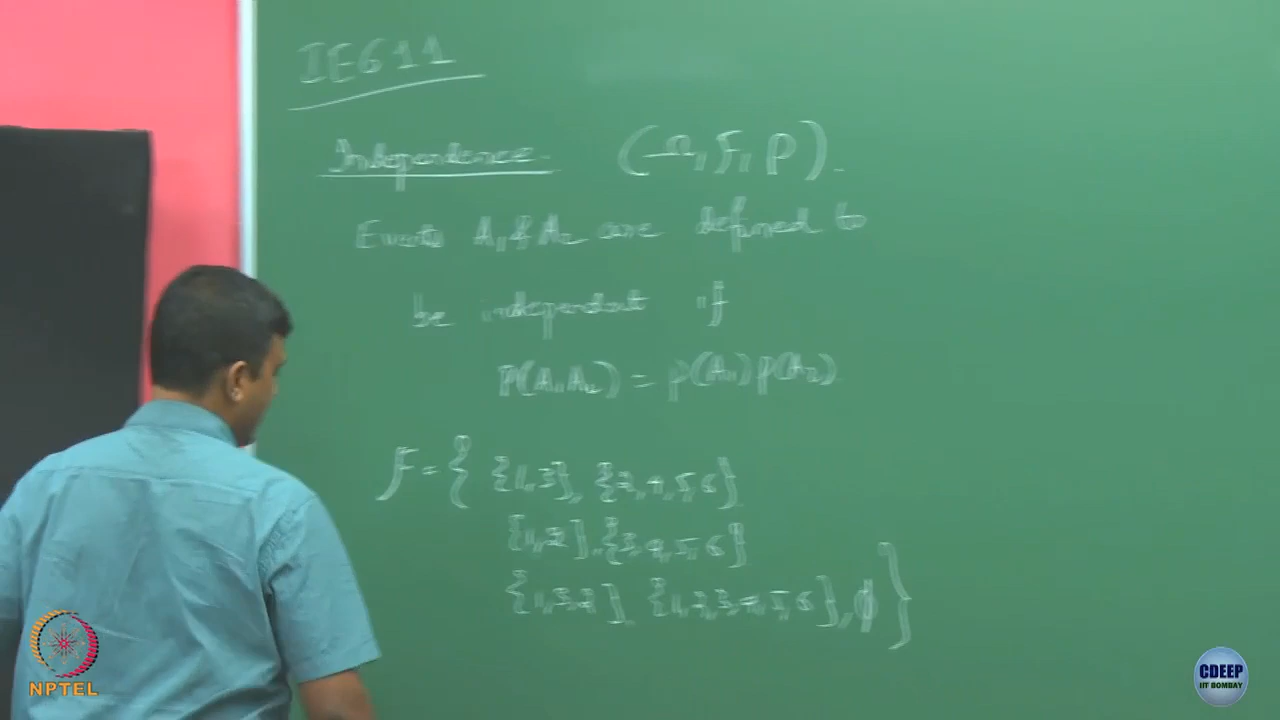 IE611
Independence (Ω, F, P).
Events A₁ & A₂ are defined to
be independent if
P(A₁A₂) = P(A₁)P(A₂)
F = { {1,3}, {2,4,5,6}
{1,2}, {3,4,5,6}
{1,3,2} {1,2,3,4,5,6}, φ }
NPTEL
CDEEP
IIT BOMBAY